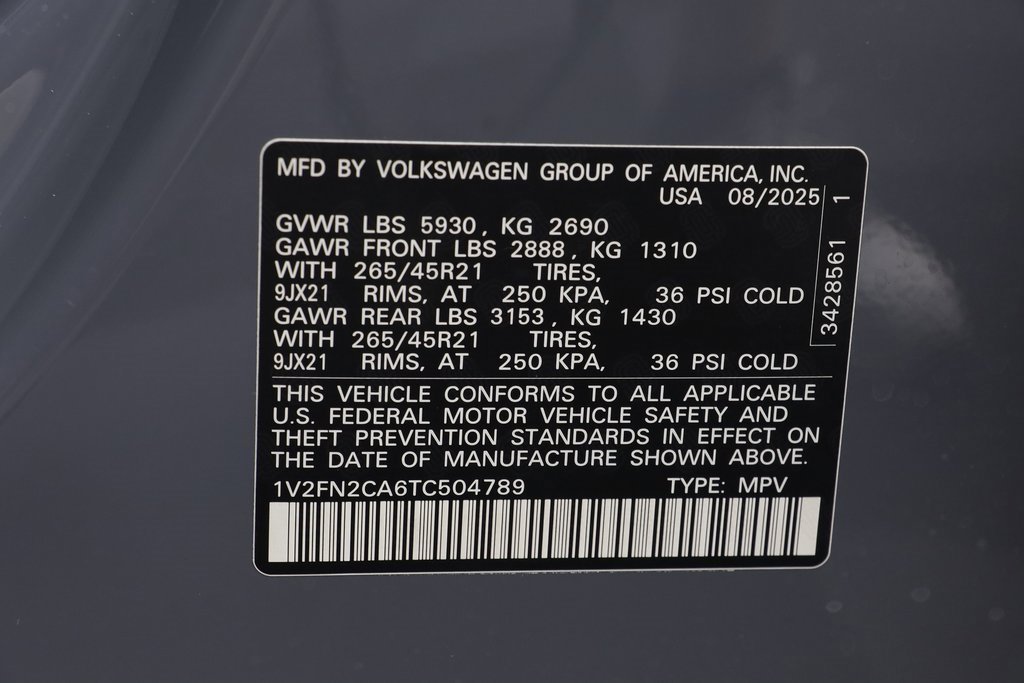 MFD BY VOLKSWAGEN GROUP OF AMERICA, INC.
USA 08/2025
GVWR LBS 5930, KG 2690
GAWR FRONT LBS 2888, KG 1310
WITH 265/45R21 TIRES,
9JX21 RIMS, AT 250 KPA, 36 PSI COLD
GAWR REAR LBS 3153, KG 1430
WITH 265/45R21 TIRES,
9JX21 RIMS, AT 250 KPA, 36 PSI COLD
3428561 1
THIS VEHICLE CONFORMS TO ALL APPLICABLE
U.S. FEDERAL MOTOR VEHICLE SAFETY AND
THEFT PREVENTION STANDARDS IN EFFECT ON
THE DATE OF MANUFACTURE SHOWN ABOVE.
1V2FN2CA6TC504789 TYPE: MPV